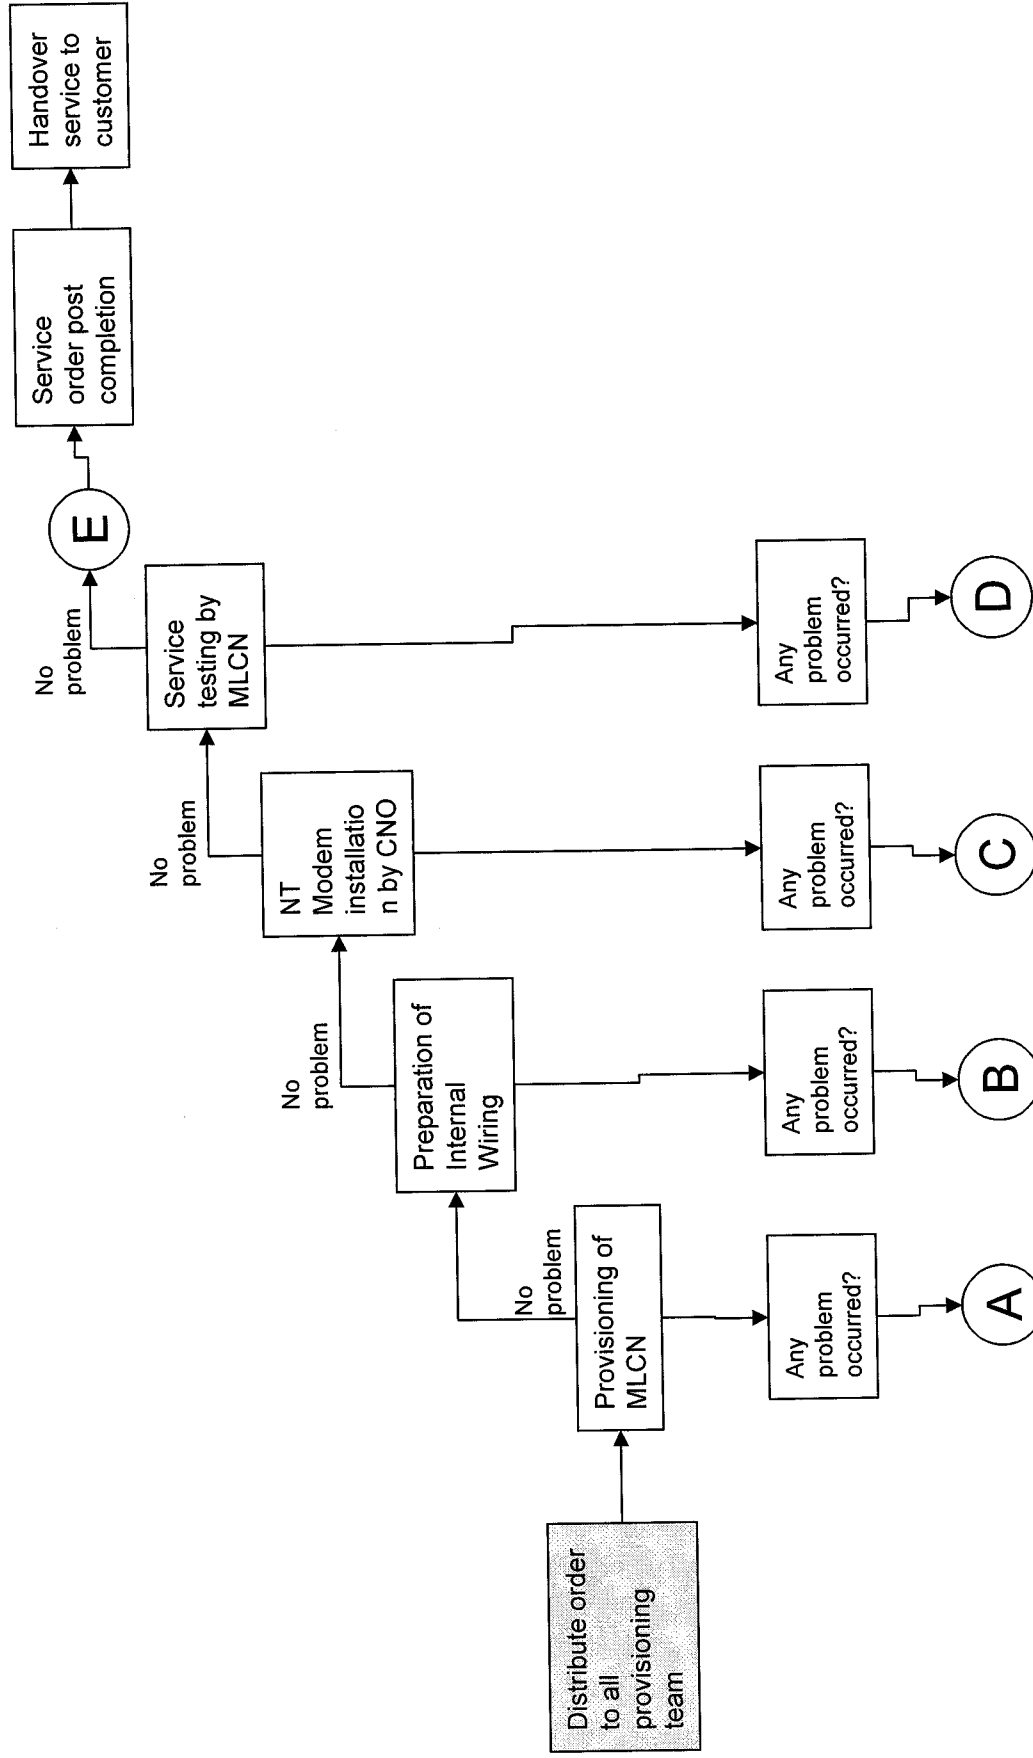 Distribute order
to all
provisioning
team
Provisioning of
MLCN
No
problem
Any
problem
occurred?
A
Preparation of
Internal
Wiring
No
problem
Any
problem
occurred?
B
NT
Modem
installatio
n by CNO
No
problem
Any
problem
occurred?
C
Service
testing by
MLCN
No
problem
Any
problem
occurred?
D
E
Service
order post
completion
Handover
service to
customer